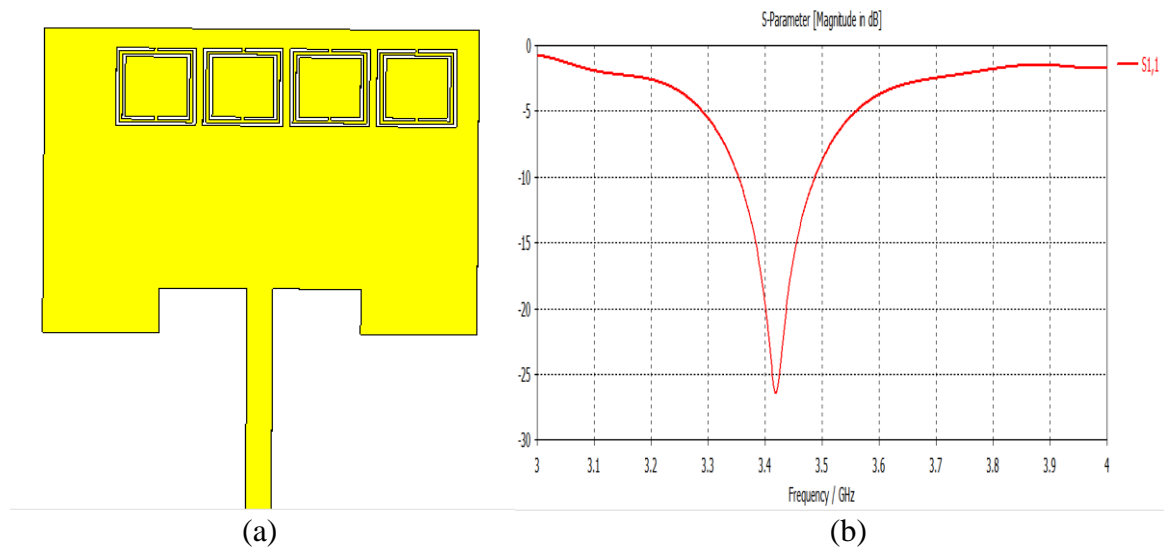 S-Parameter [Magnitude in dB]
0
-5
-10
-15
-20
-25
-30
3 3.1 3.2 3.3 3.4 3.5 3.6 3.7 3.8 3.9 4
Frequency / GHz
S1,1
(a) (b)